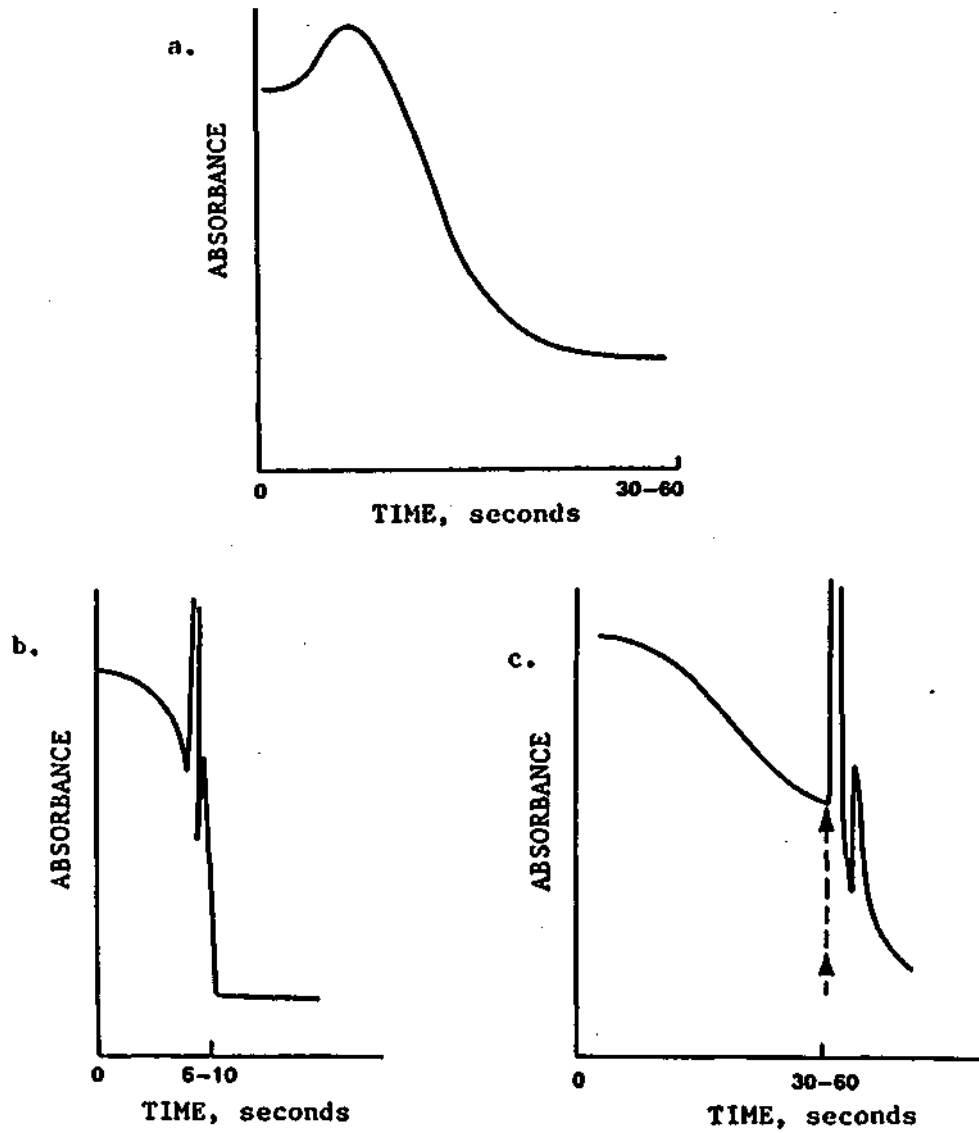 a.
ABSORBANCE
0 30–60
TIME, seconds
b.
ABSORBANCE
0 6–10
TIME, seconds
c.
ABSORBANCE
0 30–60
TIME, seconds